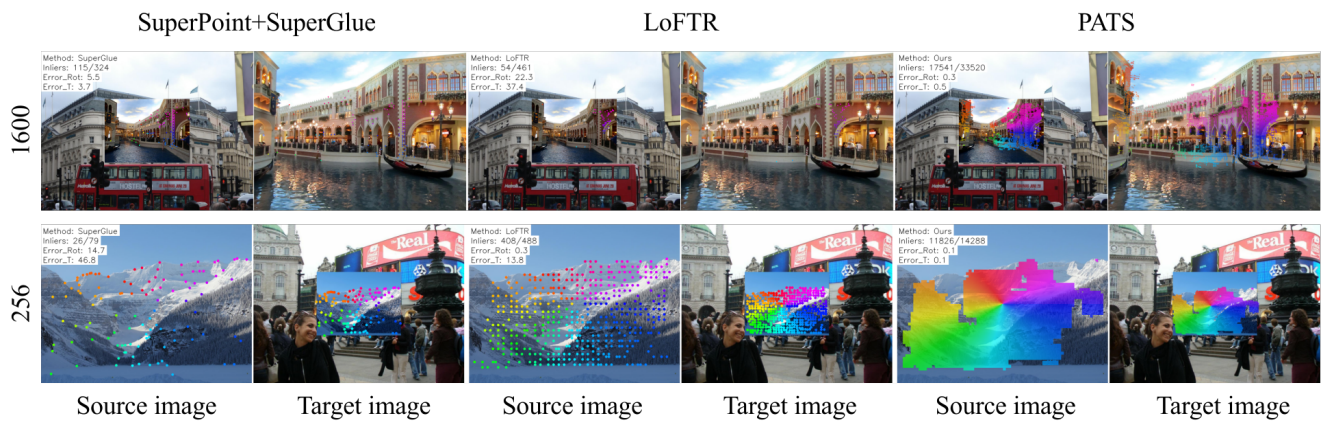 SuperPoint+SuperGlue
LoFTR
PATS
1600
Method: SuperGlue
Inliers: 115/324
Error_Rot: 5.5
Error_T: 3.7
Method: LoFTR
Inliers: 54/461
Error_Rot: 22.3
Error_T: 37.4
Method: Ours
Inliers: 17541/33520
Error_Rot: 0.3
Error_T: 0.5
256
Method: SuperGlue
Inliers: 26/79
Error_Rot: 14.7
Error_T: 46.8
Real
Method: LoFTR
Inliers: 408/488
Error_Rot: 0.3
Error_T: 13.8
Real
Method: Ours
Inliers: 11826/14288
Error_Rot: 0.1
Error_T: 0.1
Real
Source image
Target image
Source image
Target image
Source image
Target image